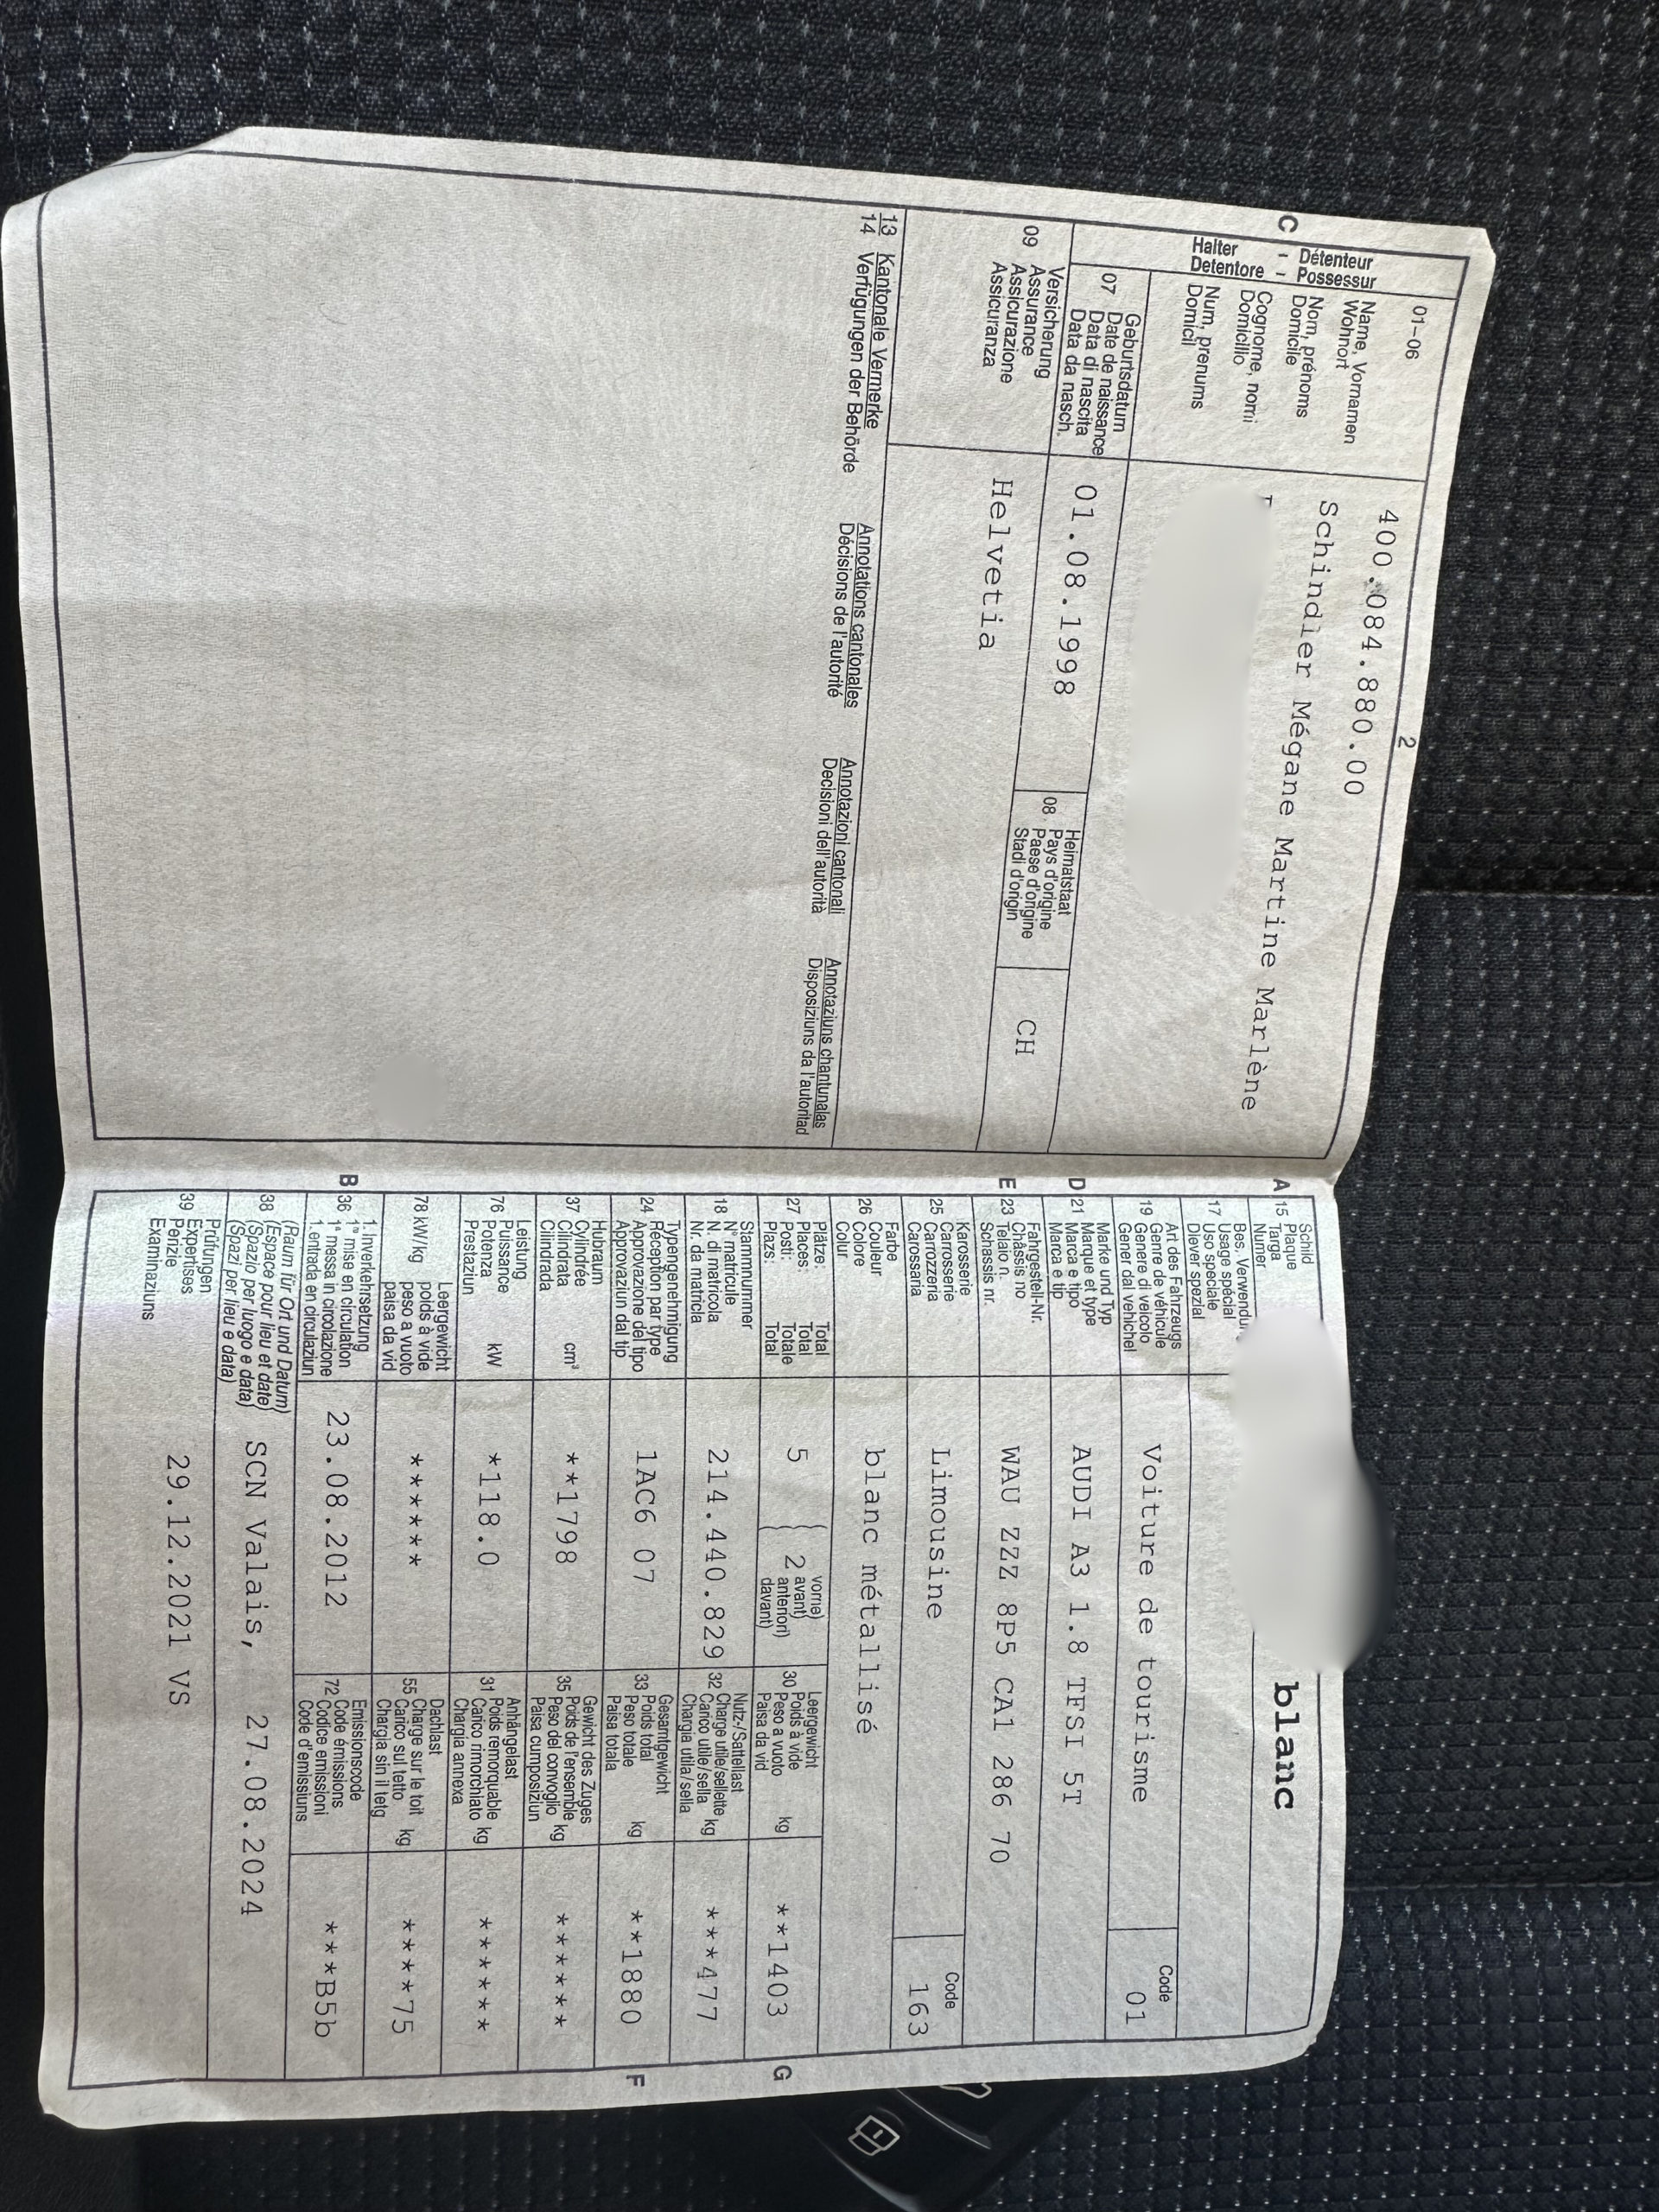 2
01-06
400.084.880.00
C
Halter - Détenteur
Detentore - Possessur
Name, Vornamen
Wohnort
Nom, prénoms
Domicile
Cognome, nomi
Domicilio
Num, prenums
Domicil
Schindler Mégane Martine Marlène
07
Geburtsdatum
Date de naissance
Data di nascita
Data da nasch.
01.08.1998
08
Heimatstaat
Pays d'origine
Paese d'origine
Stadi d'origin
CH
09
Versicherung
Assurance
Assicurazione
Assicuranza
Helvetia
13 Kantonale Vermerke
14 Verfügungen der Behörde
Annotations cantonales
Décisions de l'autorité
Annotazioni cantonali
Decisioni dell'autorità
Annotaziuns chantunalas
Disposiziuns da l'autoritad
A
15
Schild
Plaque
Targa
Numer
blanc
17
Bes. Verwendu
Usage spécial
Uso speciale
Diever spezial
19
Art des Fahrzeugs
Genre de véhicule
Genere di veicolo
Gener dal vehichel
Voiture de tourisme
Code
01
D
21
Marke und Typ
Marque et type
Marca e tipo
Marca e tip
AUDI A3 1.8 TFSI 5T
E
23
Fahrgestell-Nr.
Châssis no
Telaio n.
Schassis nr.
WAU ZZZ 8P5 CA1 286 70
25
Karosserie
Carrosserie
Carrozzeria
Carossaria
Limousine
Code
163
26
Farbe
Couleur
Colore
Colur
blanc métallisé
27
Plätze: Total
Places: Total
Posti: Totale
Plazs: Total
5
2
vorne)
avant)
anteriori)
davant)
30
Leergewicht
Poids à vide
Peso a vuoto
Paisa da vid
kg
**1403
G
18
Stammnummer
N° matricule
N. di matricola
Nr. da matricla
214.440.829
32
Nutz-/Sattellast
Charge utile/sellette
Carico utile/sella
Chargia utila/sella
kg
***477
24
Typengenehmigung
Réception par type
Approvazione del tipo
Approvaziun dal tip
1AC6 07
33
Gesamtgewicht
Poids total
Peso totale
Paisa totala
kg
**1880
F
37
Hubraum
Cylindrée
Cilindrata
Cilindrada
cm³
**1798
35
Gewicht des Zuges
Poids de l'ensemble
Peso del convoglio
Paisa cumposiziun
kg
******
76
Leistung
Puissance
Potenza
Prestaziun
kW
*118.0
31
Anhängelast
Poids remorquable
Carico rimorchiato
Chargia annexa
kg
******
78 kW/kg
Leergewicht
poids à vide
peso a vuoto
paisa da vid
******
55
Dachlast
Charge sur le toit
Carico sul tetto
Chargia sin il tetg
kg
****75
B
36
1. Inverkehrsetzung
1re mise en circulation
1a messa in circolazione
1. entrada en circulaziun
23.08.2012
72
Emissionscode
Code émissions
Codice emissioni
Code d'emissiuns
***B5b
38
(Raum für Ort und Datum)
(Espace pour lieu et date)
(Spazio per luogo e data)
(Spazi per lieu e data)
SCN Valais, 27.08.2024
39
Prüfungen
Expertises
Perizie
Examinaziuns
29.12.2021 VS